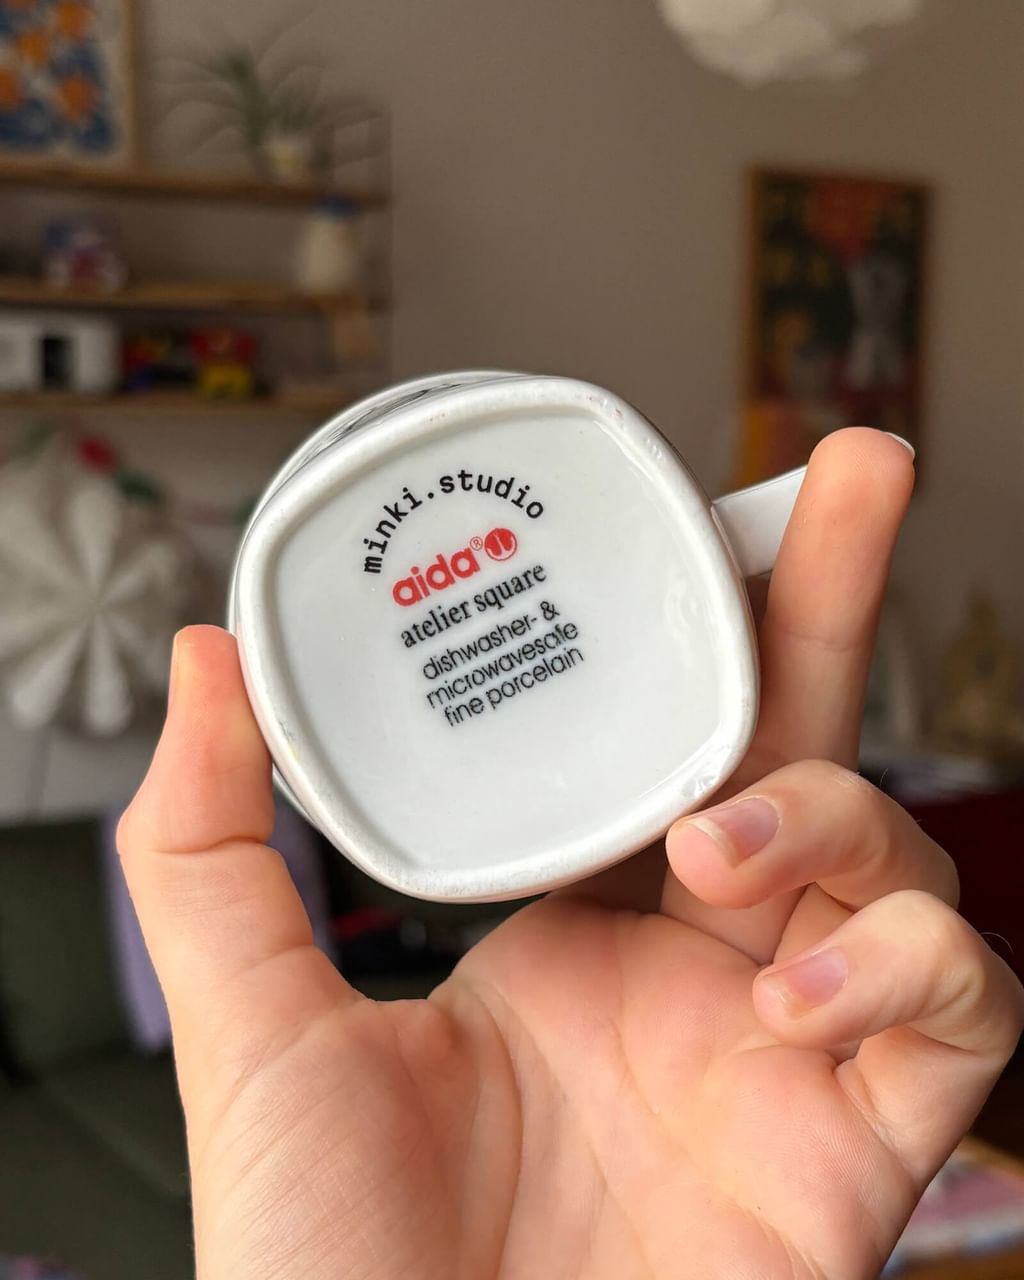 minki.studio
aida®
atelier square
dishwasher- &
microwavesafe
fine porcelain